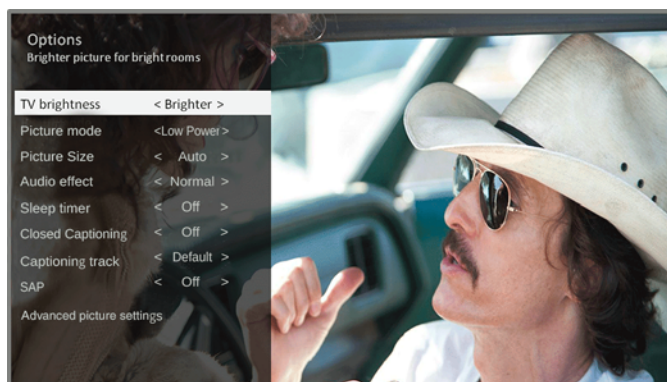 Options
Brighter picture for bright rooms
TV brightness < Brighter >
Picture mode <Low Power>
Picture Size < Auto >
Audio effect < Normal >
Sleep timer < Off >
Closed Captioning < Off >
Captioning track < Default >
SAP < Off >
Advanced picture settings